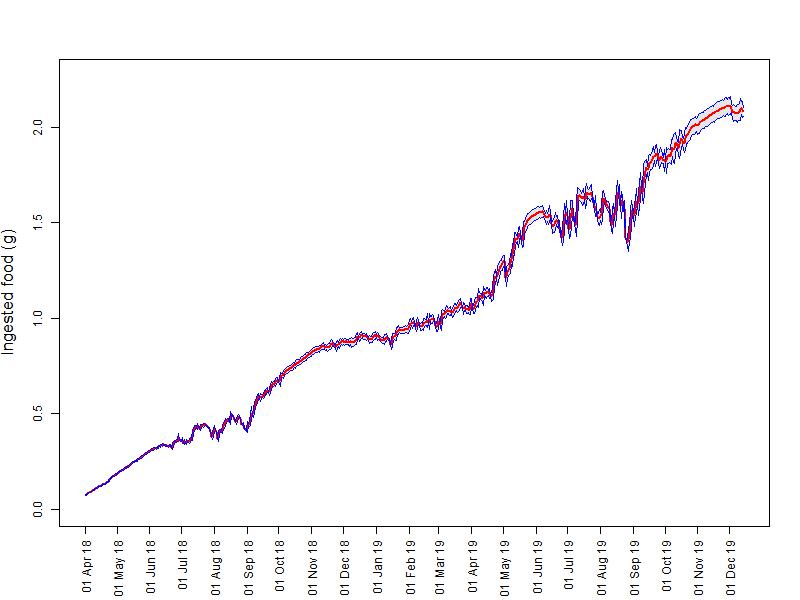 Ingested food (g)
2.0
1.5
1.0
0.5
0.0
01 Apr 18
01 May 18
01 Jun 18
01 Jul 18
01 Aug 18
01 Sep 18
01 Oct 18
01 Nov 18
01 Dec 18
01 Jan 19
01 Feb 19
01 Mar 19
01 Apr 19
01 May 19
01 Jun 19
01 Jul 19
01 Aug 19
01 Sep 19
01 Oct 19
01 Nov 19
01 Dec 19